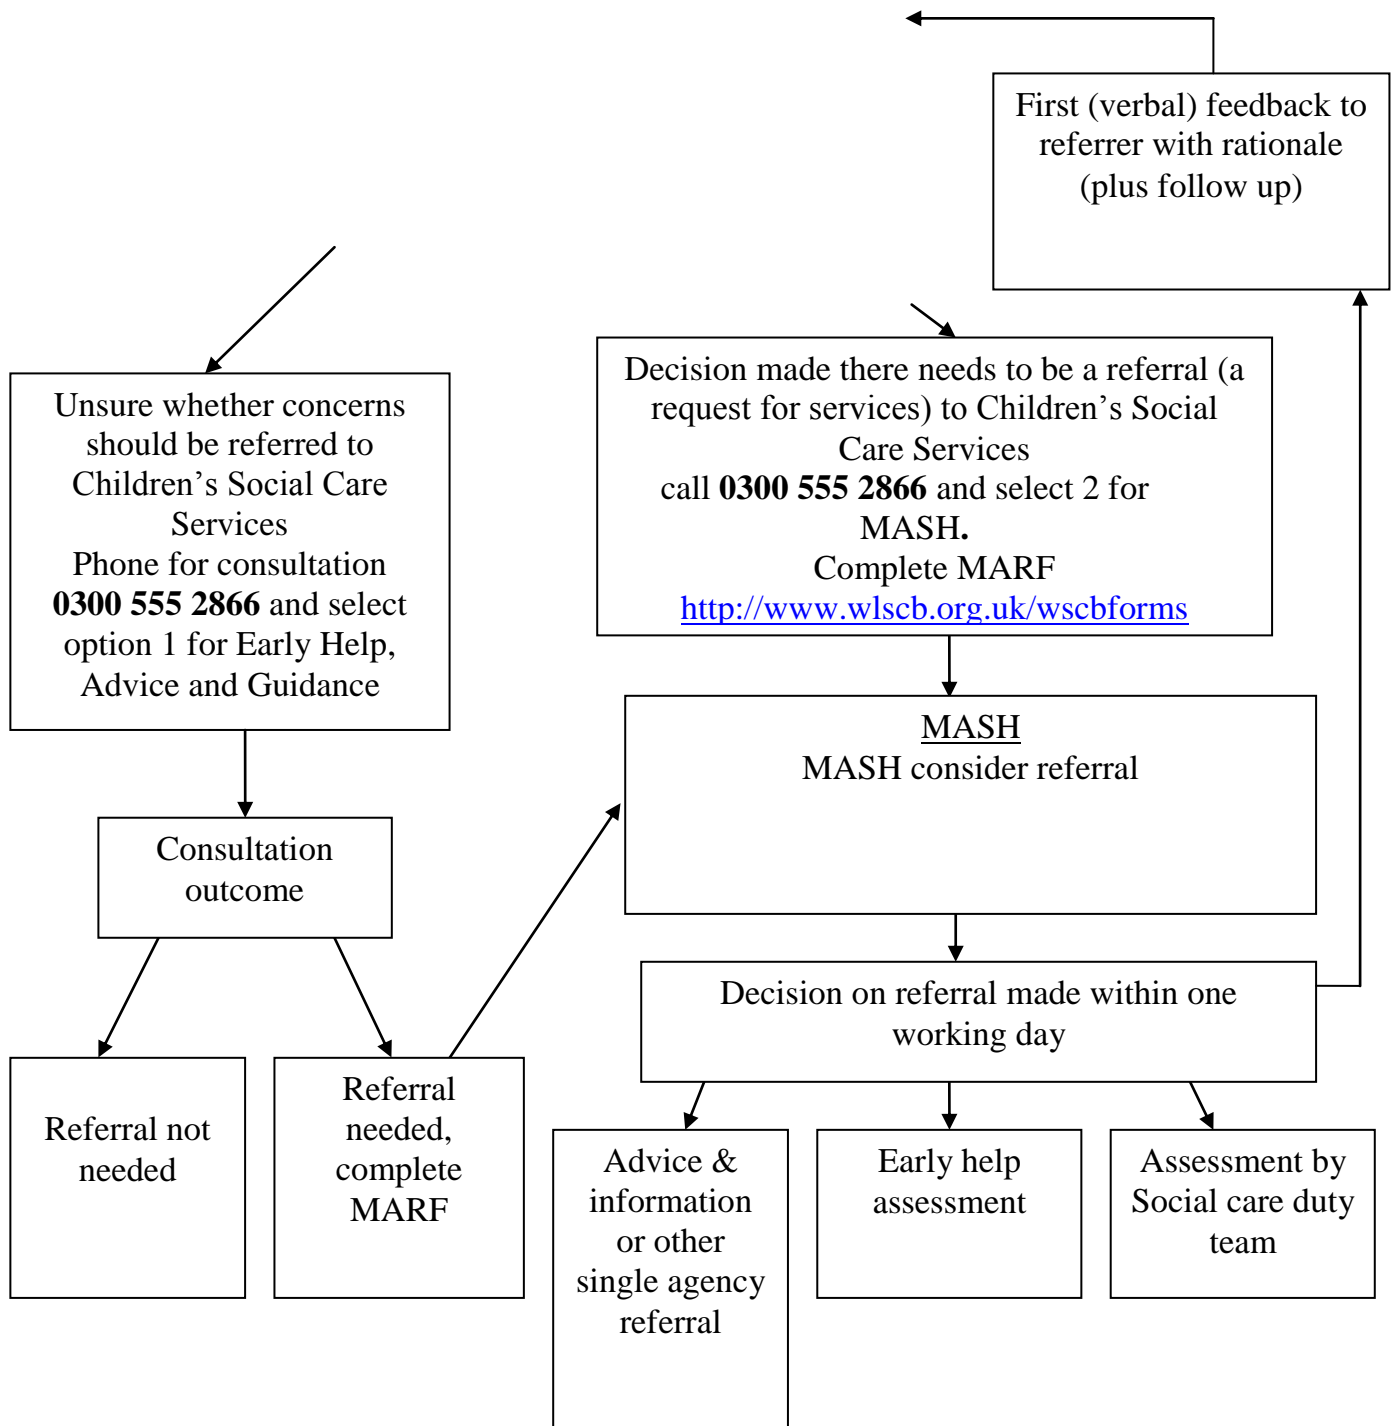 First (verbal) feedback to
referrer with rationale
(plus follow up)
Unsure whether concerns
should be referred to
Children’s Social Care
Services
Phone for consultation
0300 555 2866 and select
option 1 for Early Help,
Advice and Guidance
Decision made there needs to be a referral (a
request for services) to Children’s Social
Care Services
call 0300 555 2866 and select 2 for
MASH.
Complete MARF
http://www.wlscb.org.uk/wscbforms
MASH
MASH consider referral
Consultation
outcome
Decision on referral made within one
working day
Referral not
needed
Referral
needed,
complete
MARF
Advice &
information
or other
single agency
referral
Early help
assessment
Assessment by
Social care duty
team